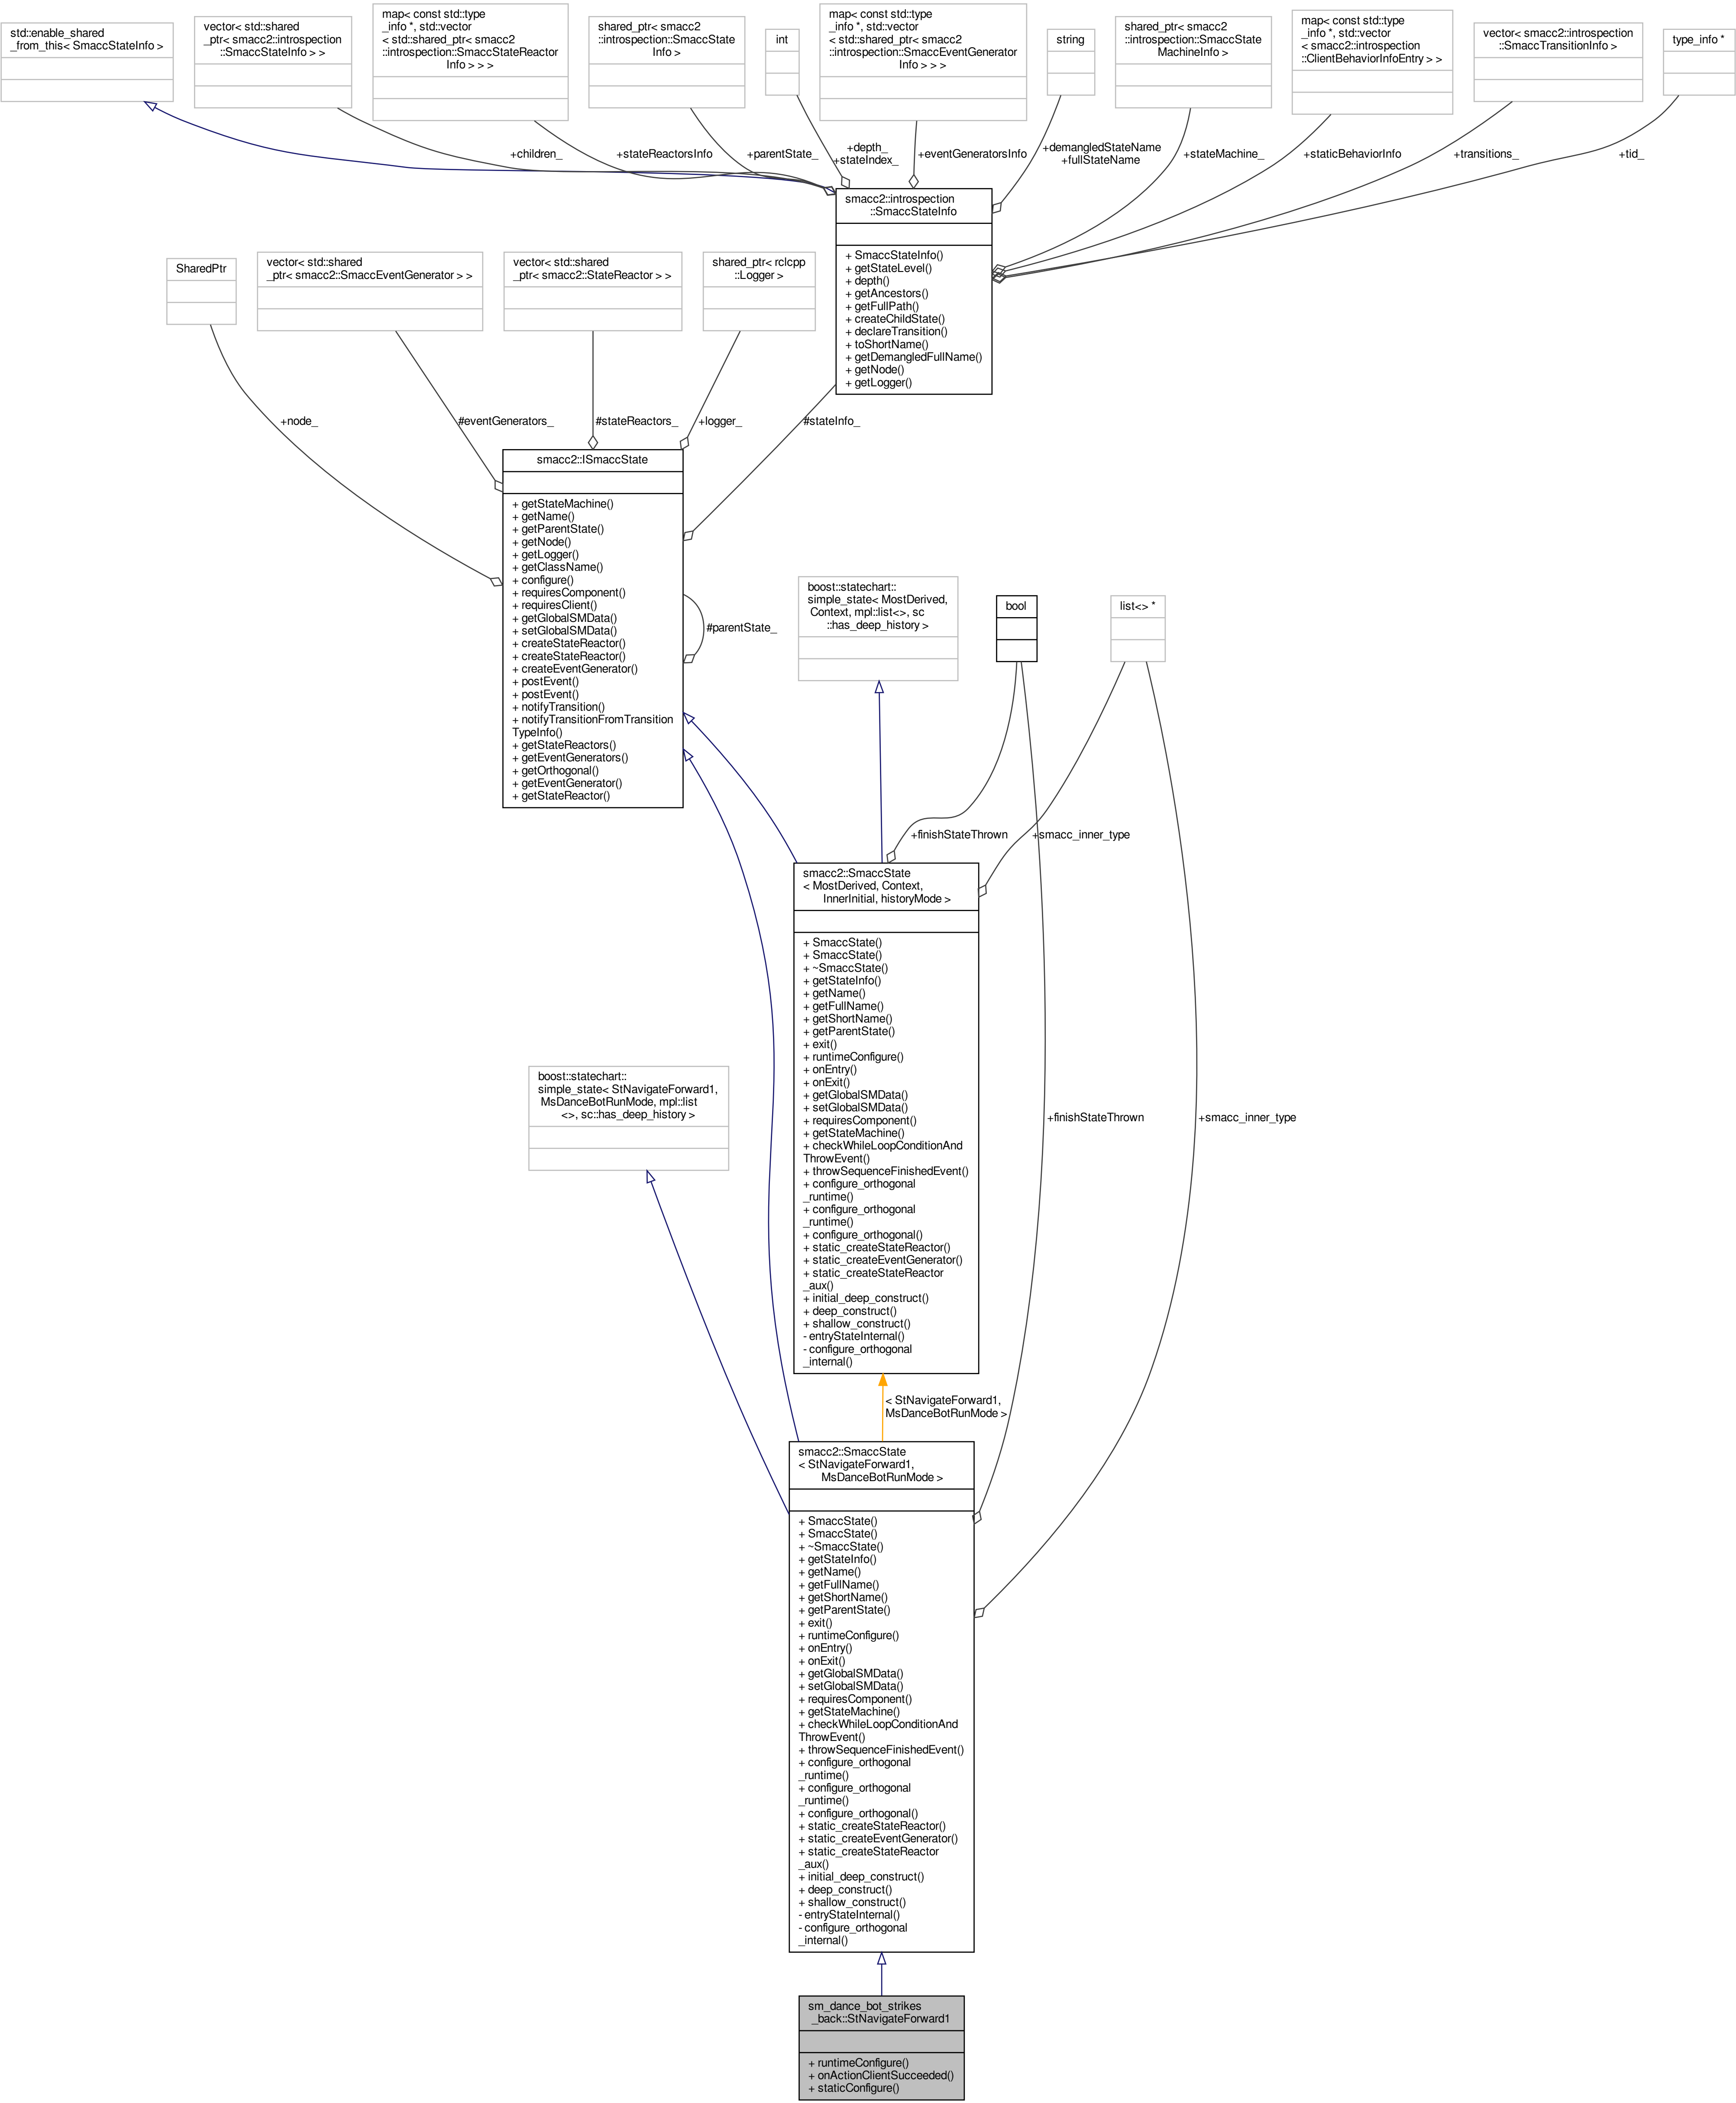 std::enable_shared
_from_this< SmaccStateInfo >
vector< std::shared
_ptr< smacc2::introspection
::SmaccStateInfo > >
map< const std::type
_info *, std::vector
< std::shared_ptr< smacc2
::introspection::SmaccStateReactor
Info > > >
shared_ptr< smacc2
::introspection::SmaccState
Info >
int
map< const std::type
_info *, std::vector
< std::shared_ptr< smacc2
::introspection::SmaccEventGenerator
Info > > >
string
shared_ptr< smacc2
::introspection::SmaccState
MachineInfo >
map< const std::type
_info *, std::vector
< smacc2::introspection
::ClientBehaviorInfoEntry > >
vector< smacc2::introspection
::SmaccTransitionInfo >
type_info *
+children_
+stateReactorsInfo
+parentState_
+depth_
+stateIndex_
+eventGeneratorsInfo
+demangledStateName
+fullStateName
+stateMachine_
+staticBehaviorInfo
+transitions_
+tid_
smacc2::introspection
::SmaccStateInfo
+ SmaccStateInfo()
+ getStateLevel()
+ depth()
+ getAncestors()
+ getFullPath()
+ createChildState()
+ declareTransition()
+ toShortName()
+ getDemangledFullName()
+ getNode()
+ getLogger()
SharedPtr
vector< std::shared
_ptr< smacc2::SmaccEventGenerator > >
vector< std::shared
_ptr< smacc2::StateReactor > >
shared_ptr< rclcpp
::Logger >
+node_
#eventGenerators_
#stateReactors_
+logger_
#stateInfo_
smacc2::ISmaccState
+ getStateMachine()
+ getName()
+ getParentState()
+ getNode()
+ getLogger()
+ getClassName()
+ configure()
+ requiresComponent()
+ requiresClient()
+ getGlobalSMData()
+ setGlobalSMData()
+ createStateReactor()
+ createStateReactor()
+ createEventGenerator()
+ postEvent()
+ postEvent()
+ notifyTransition()
+ notifyTransitionFromTransition
TypeInfo()
+ getStateReactors()
+ getEventGenerators()
+ getOrthogonal()
+ getEventGenerator()
+ getStateReactor()
#parentState_
boost::statechart::
simple_state< MostDerived,
Context, mpl::list<>, sc
::has_deep_history >
bool
list<> *
+finishStateThrown
+smacc_inner_type
smacc2::SmaccState
< MostDerived, Context,
InnerInitial, historyMode >
+ SmaccState()
+ SmaccState()
+ ~SmaccState()
+ getStateInfo()
+ getName()
+ getFullName()
+ getShortName()
+ getParentState()
+ exit()
+ runtimeConfigure()
+ onEntry()
+ onExit()
+ getGlobalSMData()
+ setGlobalSMData()
+ requiresComponent()
+ getStateMachine()
+ checkWhileLoopConditionAnd
ThrowEvent()
+ throwSequenceFinishedEvent()
+ configure_orthogonal
_runtime()
+ configure_orthogonal
_runtime()
+ configure_orthogonal()
+ static_createStateReactor()
+ static_createEventGenerator()
+ static_createStateReactor
_aux()
+ initial_deep_construct()
+ deep_construct()
+ shallow_construct()
- entryStateInternal()
- configure_orthogonal
_internal()
boost::statechart::
simple_state< StNavigateForward1,
MsDanceBotRunMode, mpl::list
<>, sc::has_deep_history >
+finishStateThrown
+smacc_inner_type
< StNavigateForward1,
MsDanceBotRunMode >
smacc2::SmaccState
< StNavigateForward1,
MsDanceBotRunMode >
+ SmaccState()
+ SmaccState()
+ ~SmaccState()
+ getStateInfo()
+ getName()
+ getFullName()
+ getShortName()
+ getParentState()
+ exit()
+ runtimeConfigure()
+ onEntry()
+ onExit()
+ getGlobalSMData()
+ setGlobalSMData()
+ requiresComponent()
+ getStateMachine()
+ checkWhileLoopConditionAnd
ThrowEvent()
+ throwSequenceFinishedEvent()
+ configure_orthogonal
_runtime()
+ configure_orthogonal
_runtime()
+ configure_orthogonal()
+ static_createStateReactor()
+ static_createEventGenerator()
+ static_createStateReactor
_aux()
+ initial_deep_construct()
+ deep_construct()
+ shallow_construct()
- entryStateInternal()
- configure_orthogonal
_internal()
sm_dance_bot_strikes
_back::StNavigateForward1
+ runtimeConfigure()
+ onActionClientSucceeded()
+ staticConfigure()